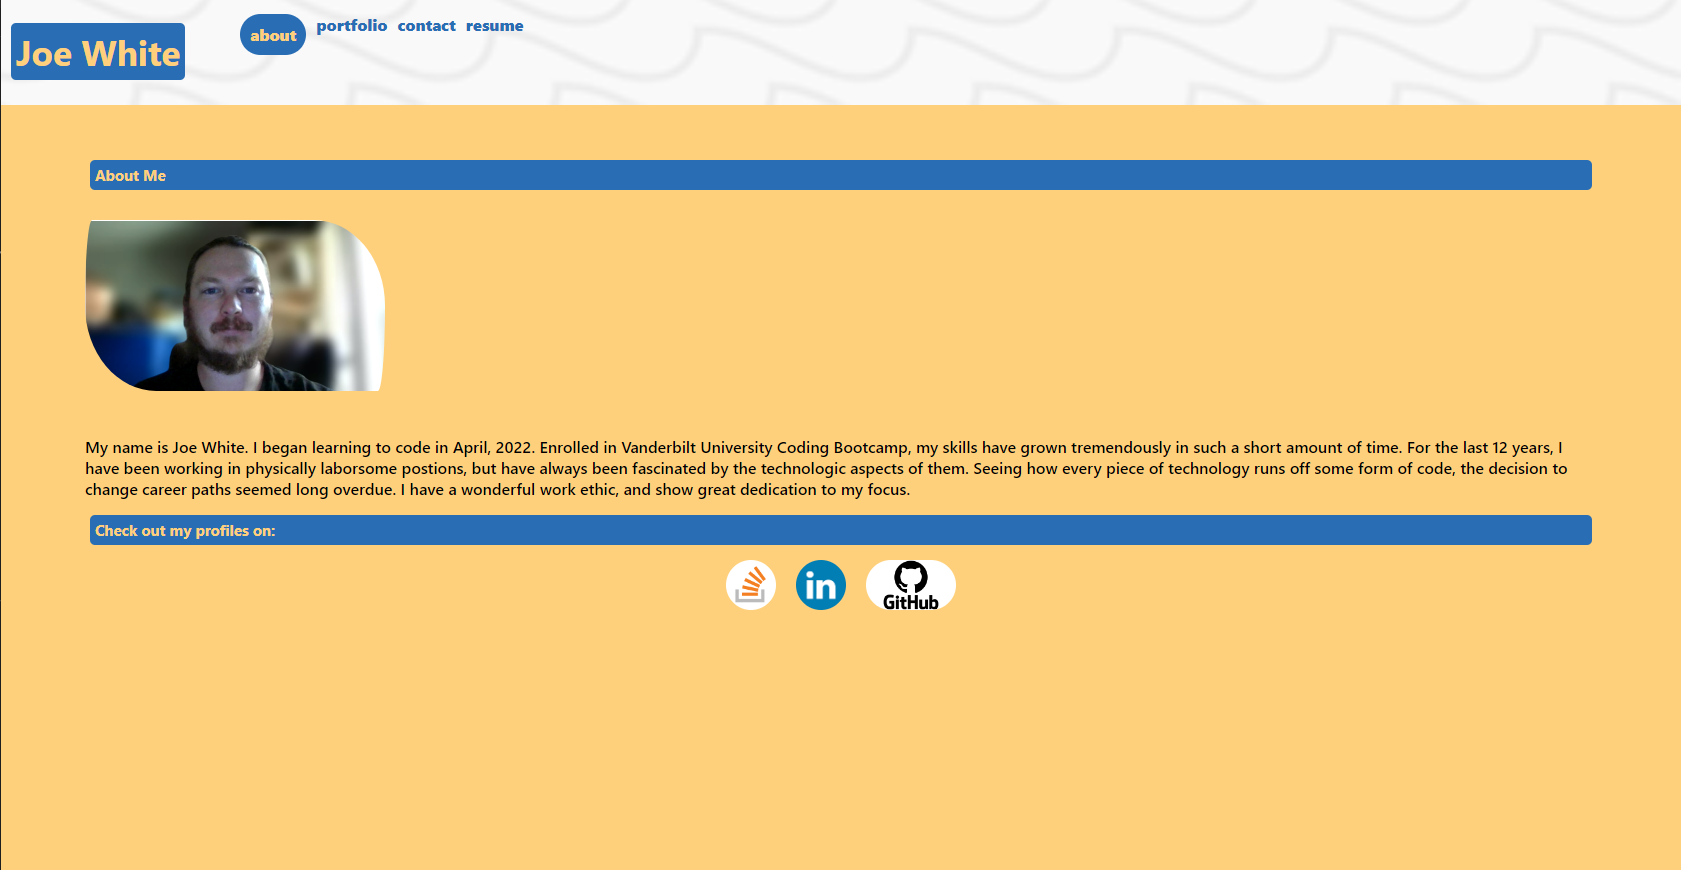 Joe White
about portfolio contact resume
About Me
My name is Joe White. I began learning to code in April, 2022. Enrolled in Vanderbilt University Coding Bootcamp, my skills have grown tremendously in such a short amount of time. For the last 12 years, I
have been working in physically laborsome postions, but have always been fascinated by the technologic aspects of them. Seeing how every piece of technology runs off some form of code, the decision to
change career paths seemed long overdue. I have a wonderful work ethic, and show great dedication to my focus.
Check out my profiles on:
in
GitHub